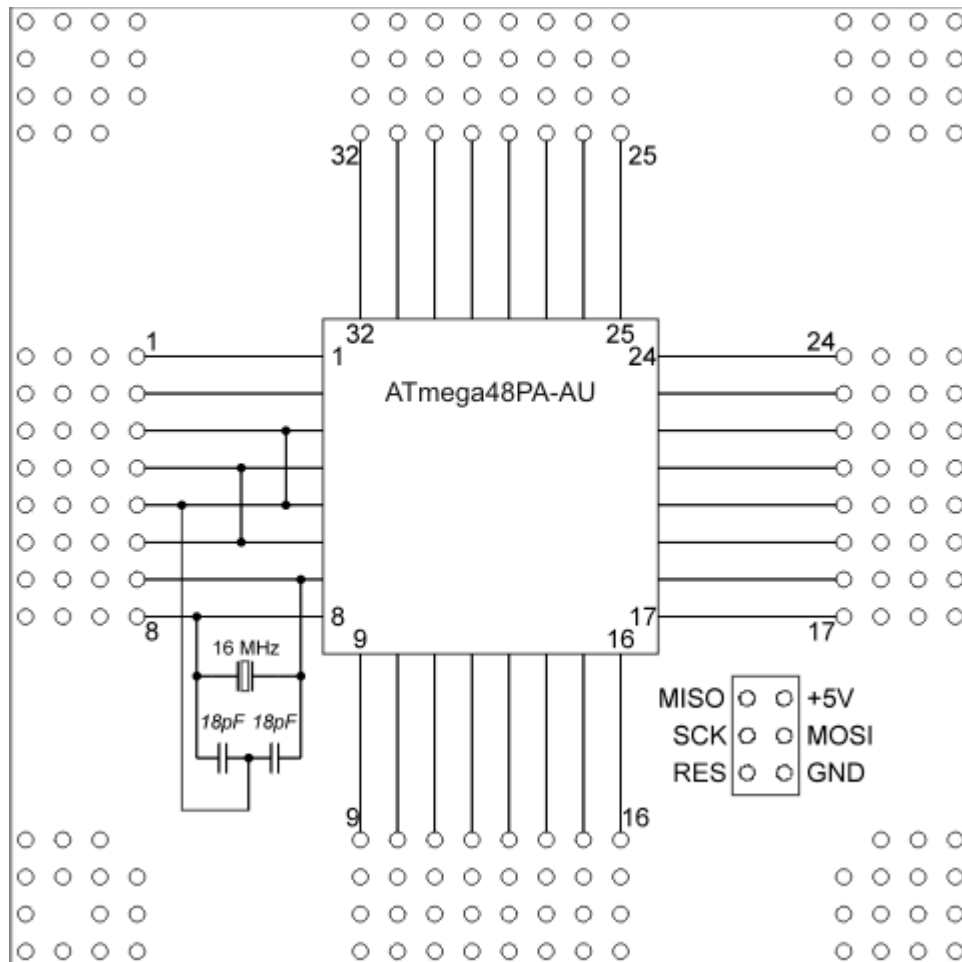 32 25
32 25
1 1 24 24
ATmega48PA-AU
8 8 17 17
9 16
16 MHz
18pF 18pF
MISO +5V
SCK MOSI
RES GND
9 16